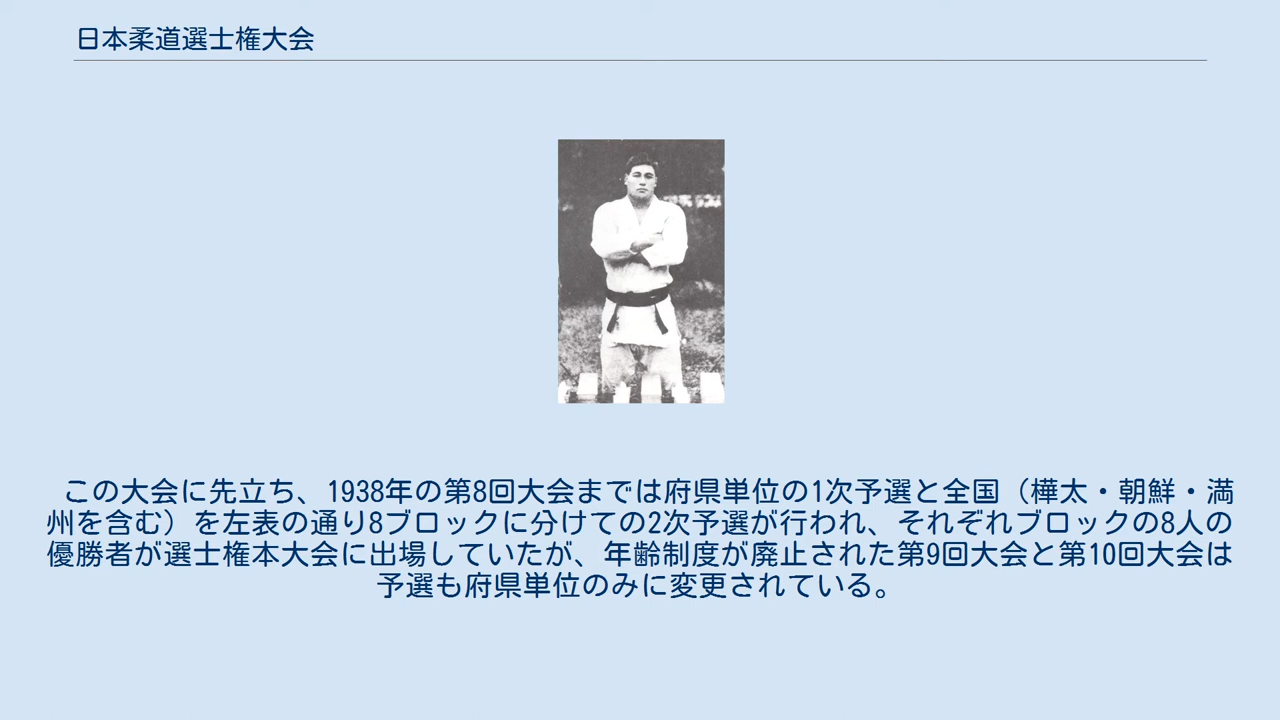 日本柔道選士権大会
この大会に先立ち、1938年の第8回大会までは府県単位の1次予選と全国（樺太・朝鮮・満
州を含む）を左表の通り8ブロックに分けての2次予選が行われ、それぞれブロックの8人の
優勝者が選士権本大会に出場していたが、年齢制度が廃止された第9回大会と第10回大会は
予選も府県単位のみに変更されている。